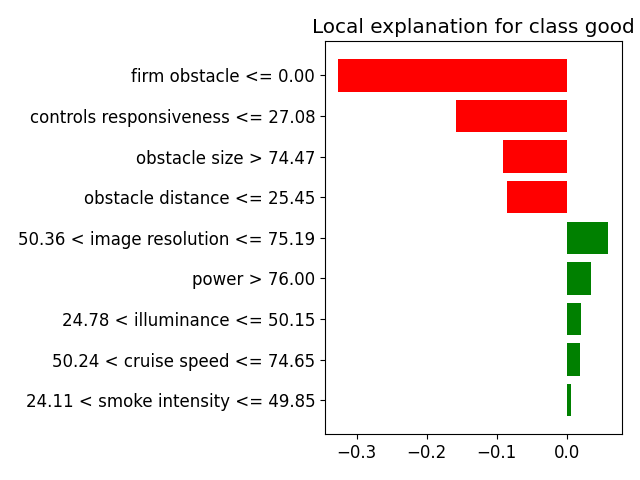 Local explanation for class good
firm obstacle <= 0.00
controls responsiveness <= 27.08
obstacle size > 74.47
obstacle distance <= 25.45
50.36 < image resolution <= 75.19
power > 76.00
24.78 < illuminance <= 50.15
50.24 < cruise speed <= 74.65
24.11 < smoke intensity <= 49.85
−0.3 −0.2 −0.1 0.0